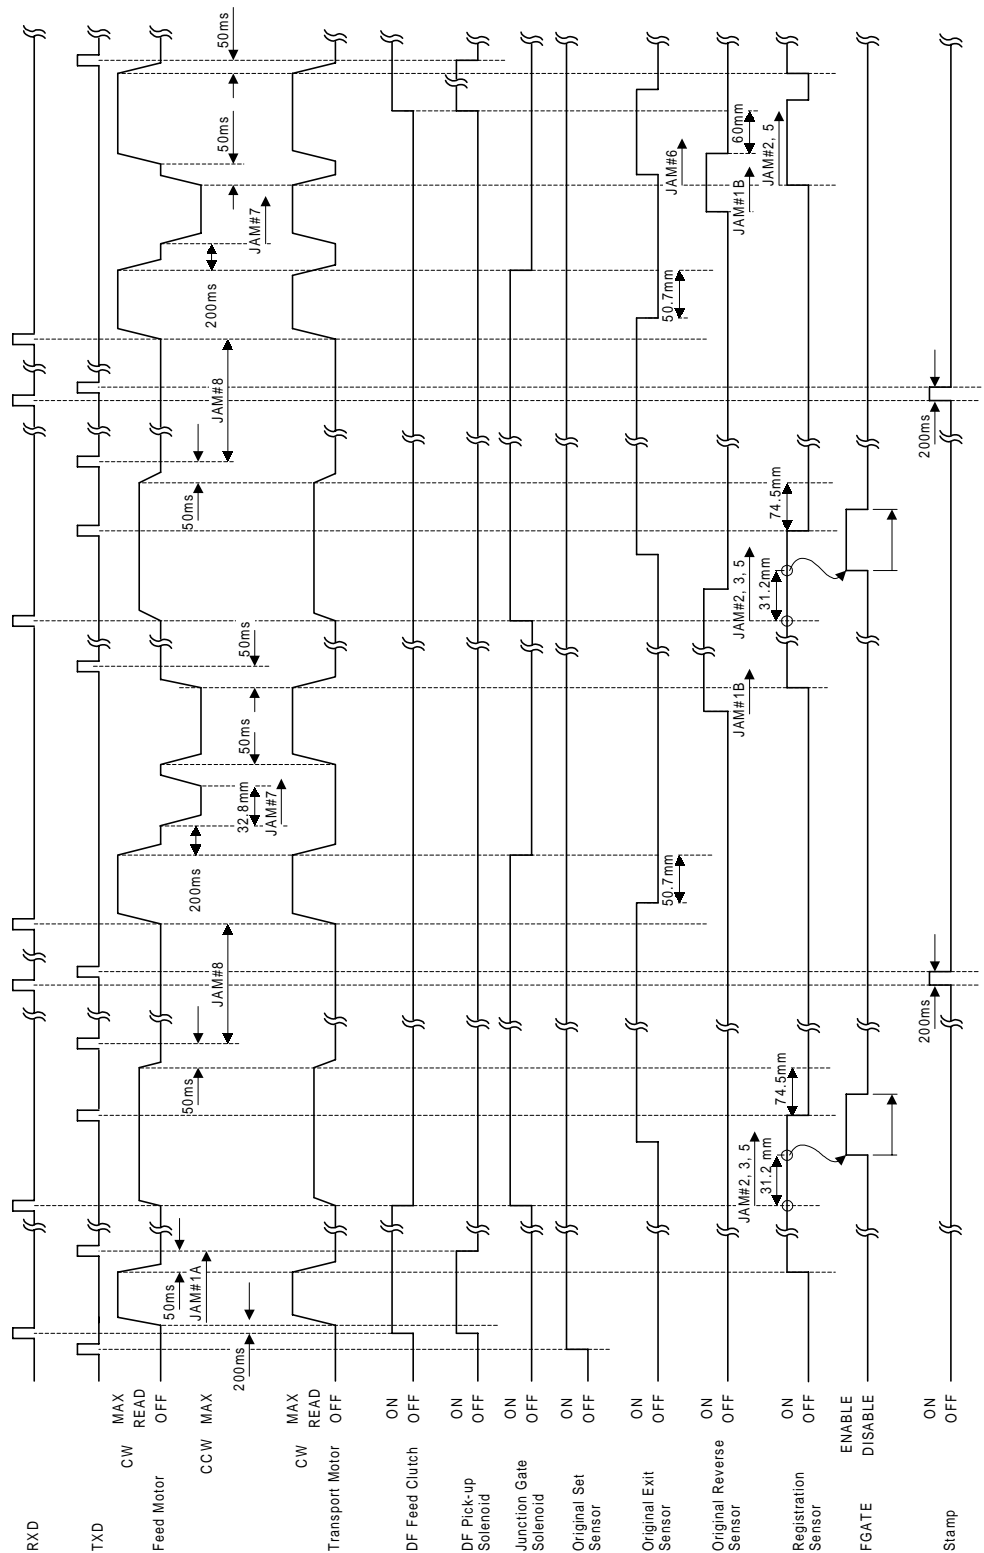 RXD
TXD
Feed Motor
CW
MAX
READ
OFF
CCW
MAX
Transport Motor
CW
MAX
READ
OFF
DF Feed Clutch
ON
OFF
DF Pick-up
Solenoid
ON
OFF
Junction Gate
Solenoid
ON
OFF
Original Set
Sensor
ON
OFF
Original Exit
Sensor
ON
OFF
Original Reverse
Sensor
ON
OFF
Registration
Sensor
ON
OFF
FGATE
ENABLE
DISABLE
Stamp
ON
OFF
200ms
50ms
JAM#1A
50ms
JAM#8
200ms
32.8mm
JAM#7
50ms
50ms
50ms
JAM#8
200ms
JAM#7
50ms
50ms
50.7mm
50.7mm
JAM#6
JAM#1B
JAM#1B
60mm
JAM#2, 3, 5
31.2 mm
74.5mm
JAM#2, 3, 5
31.2mm
74.5mm
JAM#2, 5
200ms
200ms